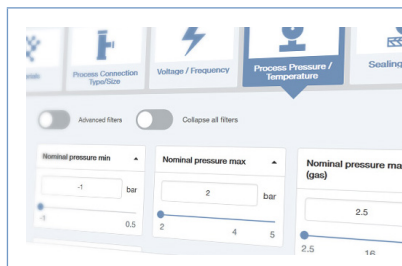 Process Connection
Type/Size
Voltage / Frequency
Process Pressure /
Temperature
Sealing
Advanced filters
Collapse all filters
Nominal pressure min
-1
bar
-1
0.5
Nominal pressure max
2
bar
2
4
5
Nominal pressure ma
(gas)
2.5
2.5
16